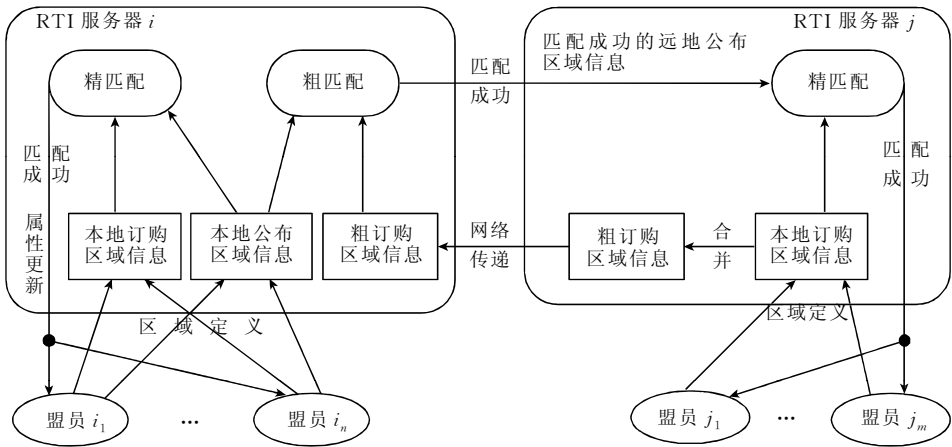 RTI 服务器 i
RTI 服务器 j
匹配成功的远地公布
区域信息
精匹配
粗匹配
匹配
成功
精匹配
匹配
成功
匹配
成功
属性更新
本地订购
区域信息
本地公布
区域信息
粗订购
区域信息
网络
传递
粗订购
区域信息
合
并
本地订购
区域信息
区域定义
区域定义
盟员 i₁
...
盟员 iₙ
盟员 j₁
...
盟员 jₘ